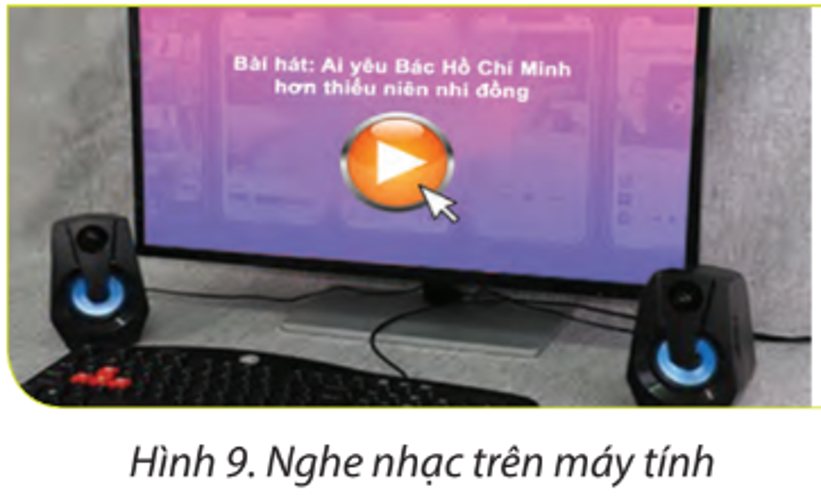 Bài hát: Ai yêu Bác Hồ Chí Minh
hơn thiếu niên nhi đồng
Hình 9. Nghe nhạc trên máy tính